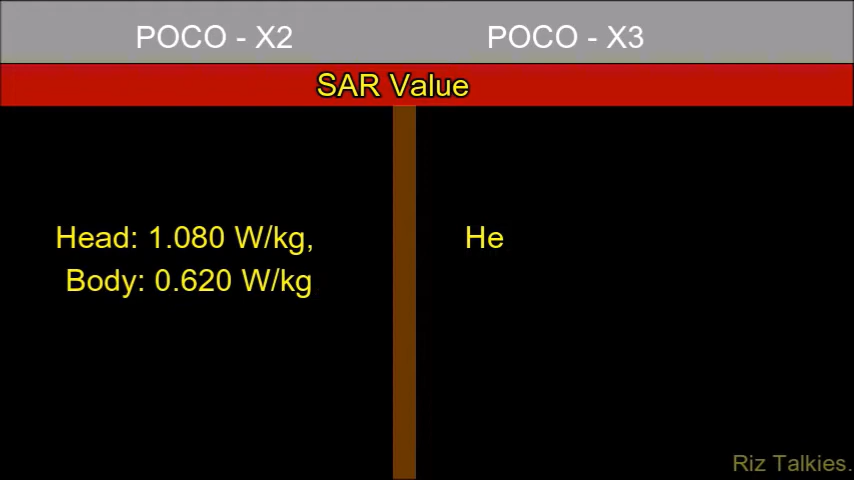 POCO - X2
POCO - X3
SAR Value
Head: 1.080 W/kg,
Body: 0.620 W/kg
He
Riz Talkies.